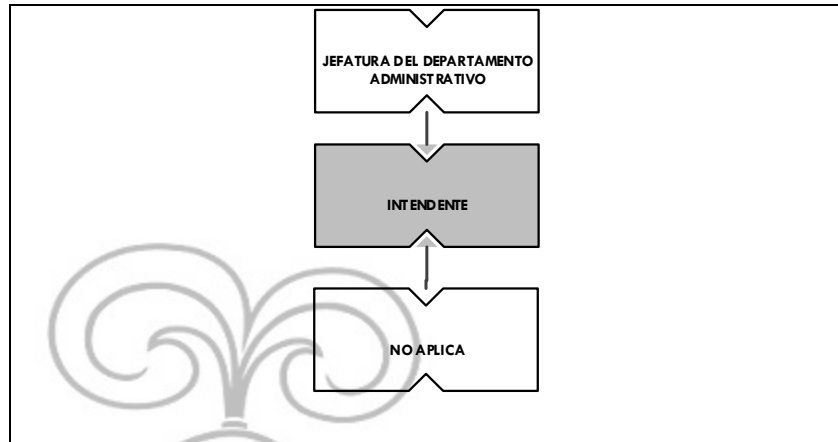 JEFATURA DEL DEPARTAMENTO
ADMINISTRATIVO
INTENDENTE
NO APLICA